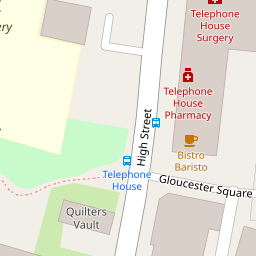 Telephone
House
Surgery
ery
Telephone
House
Pharmacy
High Street
Bistro
Baristo
Telephone
House
Gloucester Square
Quilters
Vault